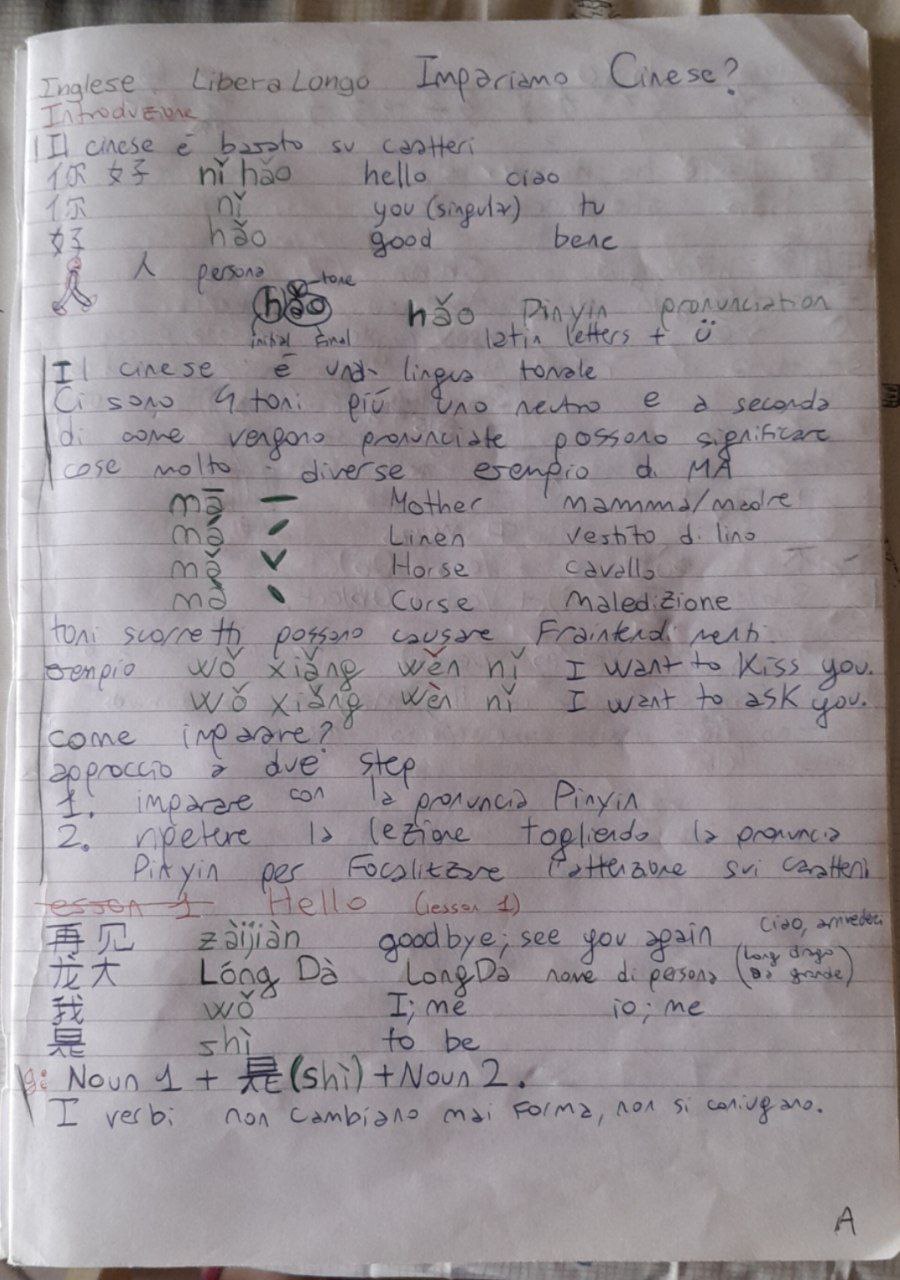 Inglese Libera Longo Impariamo Cinese?
Introduzione
Il cinese é basato su caratteri
你 好 nǐ hǎo hello ciao
你 nǐ you (singular) tu
好 hǎo good bene
人 persona
tone
hǎo hǎo Pinyin pronunciation
initial final latin letters + ü
Il cinese é una lingua tonale
Ci sono 4 toni piú uno neutro e a seconda
di come vengono pronunciate possono significare
cose molto diverse esempio di MA
mā – Mother mamma/madre
má ˊ Linen vestito di lino
mǎ ˇ Horse cavallo
mà ˋ Curse Maledizione
toni scorretti possono causare Fraintendimenti
esempio wǒ xiǎng wěn nǐ I want to Kiss you.
wǒ xiǎng wèn nǐ I want to ask you.
come imparare?
approccio a due step
1. imparare con la pronuncia Pinyin
2. ripetere la lezione togliendo la pronuncia
Pinyin per Focalizzare l'attenzione sui caratteri
esson 1 Hello (lesson 1)
再见 zàijiàn goodbye; see you again ciao, arrivederci
龙大 Lóng Dà LongDa nome di persona (Long drago Da grande)
我 wǒ I; me io; me
是 shì to be
g: Noun 1 + 是 (shì) + Noun 2.
I verbi non cambiano mai Forma, non si coniugano.
A